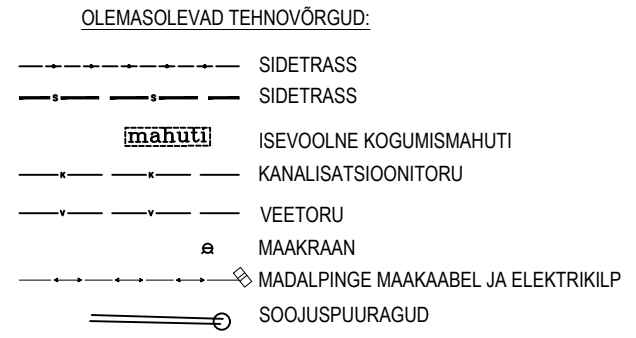 OLEMASOLEVAD TEHNOVÕRGUD:
SIDETRASS
S S SIDETRASS
mahuti ISEVOOLNE KOGUMISMAHUTI
K K KANALISATSIOONITORU
V V VEETORU
MAAKRAAN
MADALPINGE MAAKAABEL JA ELEKTRIKILP
SOOJUSPUURAGUD